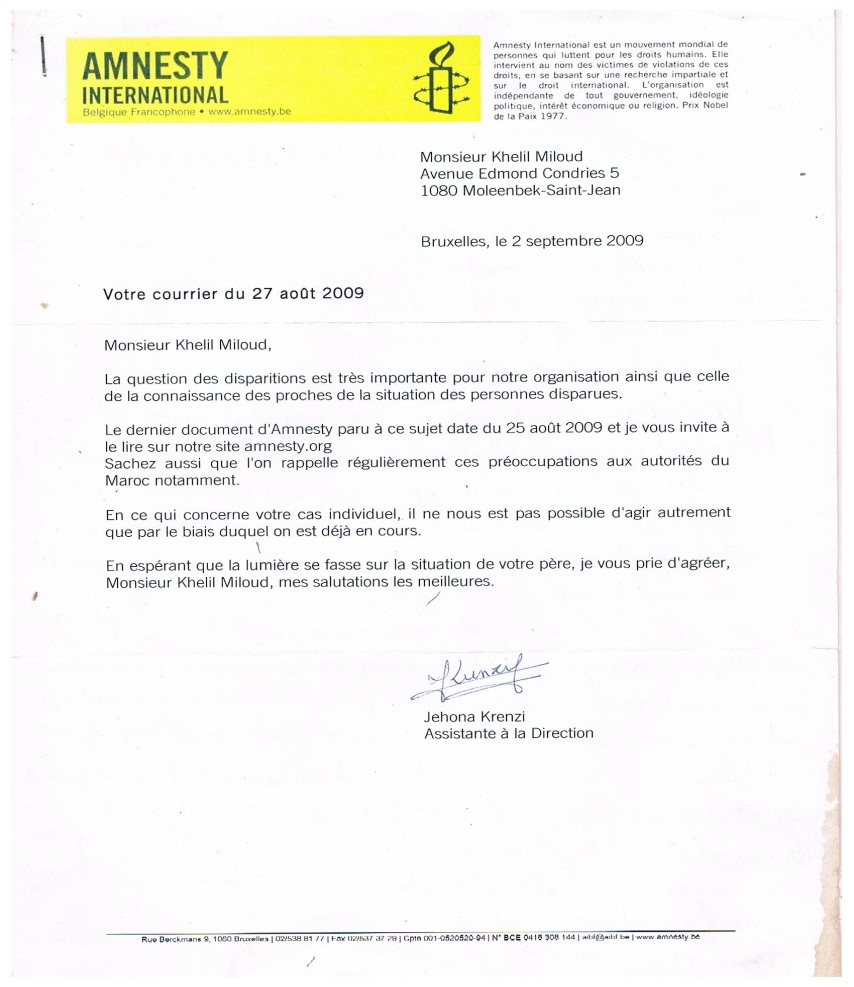 AMNESTY
INTERNATIONAL
Belgique Francophone • www.amnesty.be
Amnesty International est un mouvement mondial de
personnes qui luttent pour les droits humains. Elle
intervient au nom des victimes de violations de ces
droits, en se basant sur une recherche impartiale et
sur le droit international. L'organisation est
indépendante de tout gouvernement, idéologie
politique, intérêt économique ou religion. Prix Nobel
de la Paix 1977.
Monsieur Khelil Miloud
Avenue Edmond Condries 5
1080 Moleenbek-Saint-Jean
Bruxelles, le 2 septembre 2009
Votre courrier du 27 août 2009
Monsieur Khelil Miloud,
La question des disparitions est très importante pour notre organisation ainsi que celle
de la connaissance des proches de la situation des personnes disparues.
Le dernier document d'Amnesty paru à ce sujet date du 25 août 2009 et je vous invite à
le lire sur notre site amnesty.org
Sachez aussi que l'on rappelle régulièrement ces préoccupations aux autorités du
Maroc notamment.
En ce qui concerne votre cas individuel, il ne nous est pas possible d'agir autrement
que par le biais duquel on est déjà en cours.
En espérant que la lumière se fasse sur la situation de votre père, je vous prie d'agréer,
Monsieur Khelil Miloud, mes salutations les meilleures.
Jehona Krenzi
Assistante à la Direction
Rue Berckmans 9, 1060 Bruxelles | 02/538 81 77 | Fax 02/537 37 29 | Cpte 001-0520520-94 | N° BCE 0418 308 144 | aibf@aibf.be | www.amnesty.be